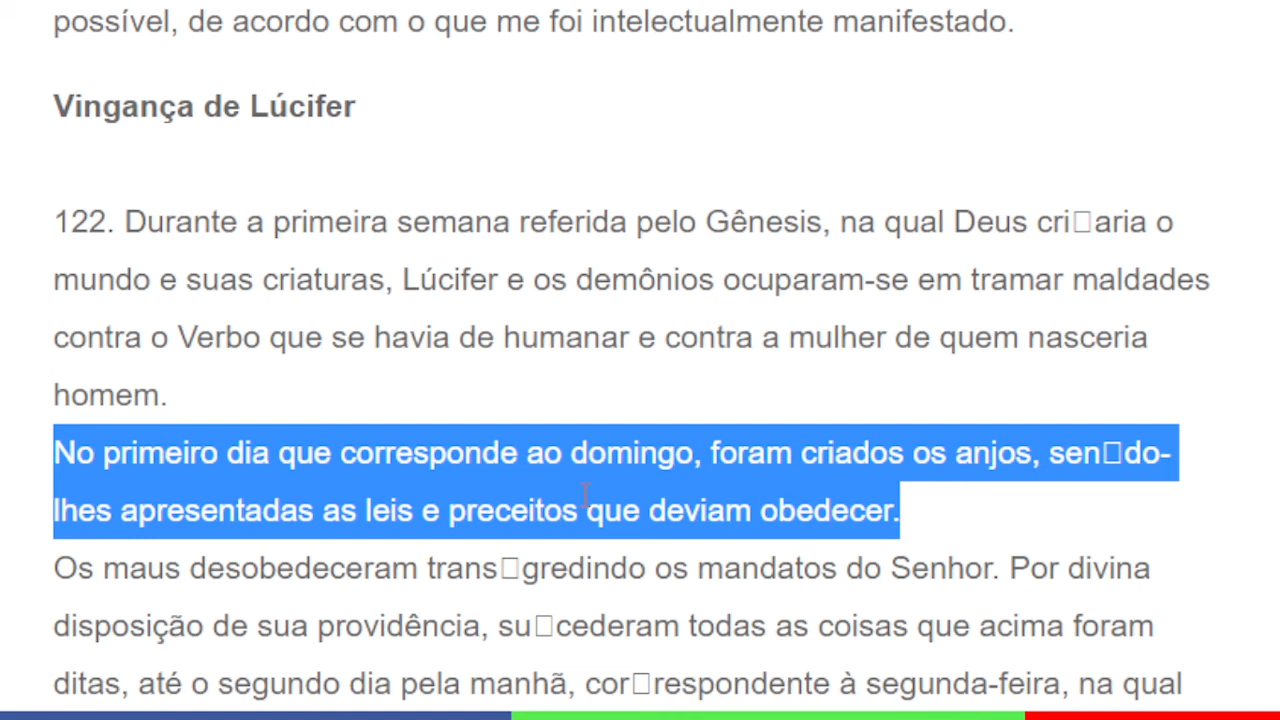 possível, de acordo com o que me foi intelectualmente manifestado.
Vingança de Lúcifer
122. Durante a primeira semana referida pelo Gênesis, na qual Deus cri□aria o
mundo e suas criaturas, Lúcifer e os demônios ocuparam-se em tramar maldades
contra o Verbo que se havia de humanar e contra a mulher de quem nasceria
homem.
No primeiro dia que corresponde ao domingo, foram criados os anjos, sen□do-
lhes apresentadas as leis e preceitos que deviam obedecer.
Os maus desobedeceram trans□gredindo os mandatos do Senhor. Por divina
disposição de sua providência, su□cederam todas as coisas que acima foram
ditas, até o segundo dia pela manhã, cor□respondente à segunda-feira, na qual